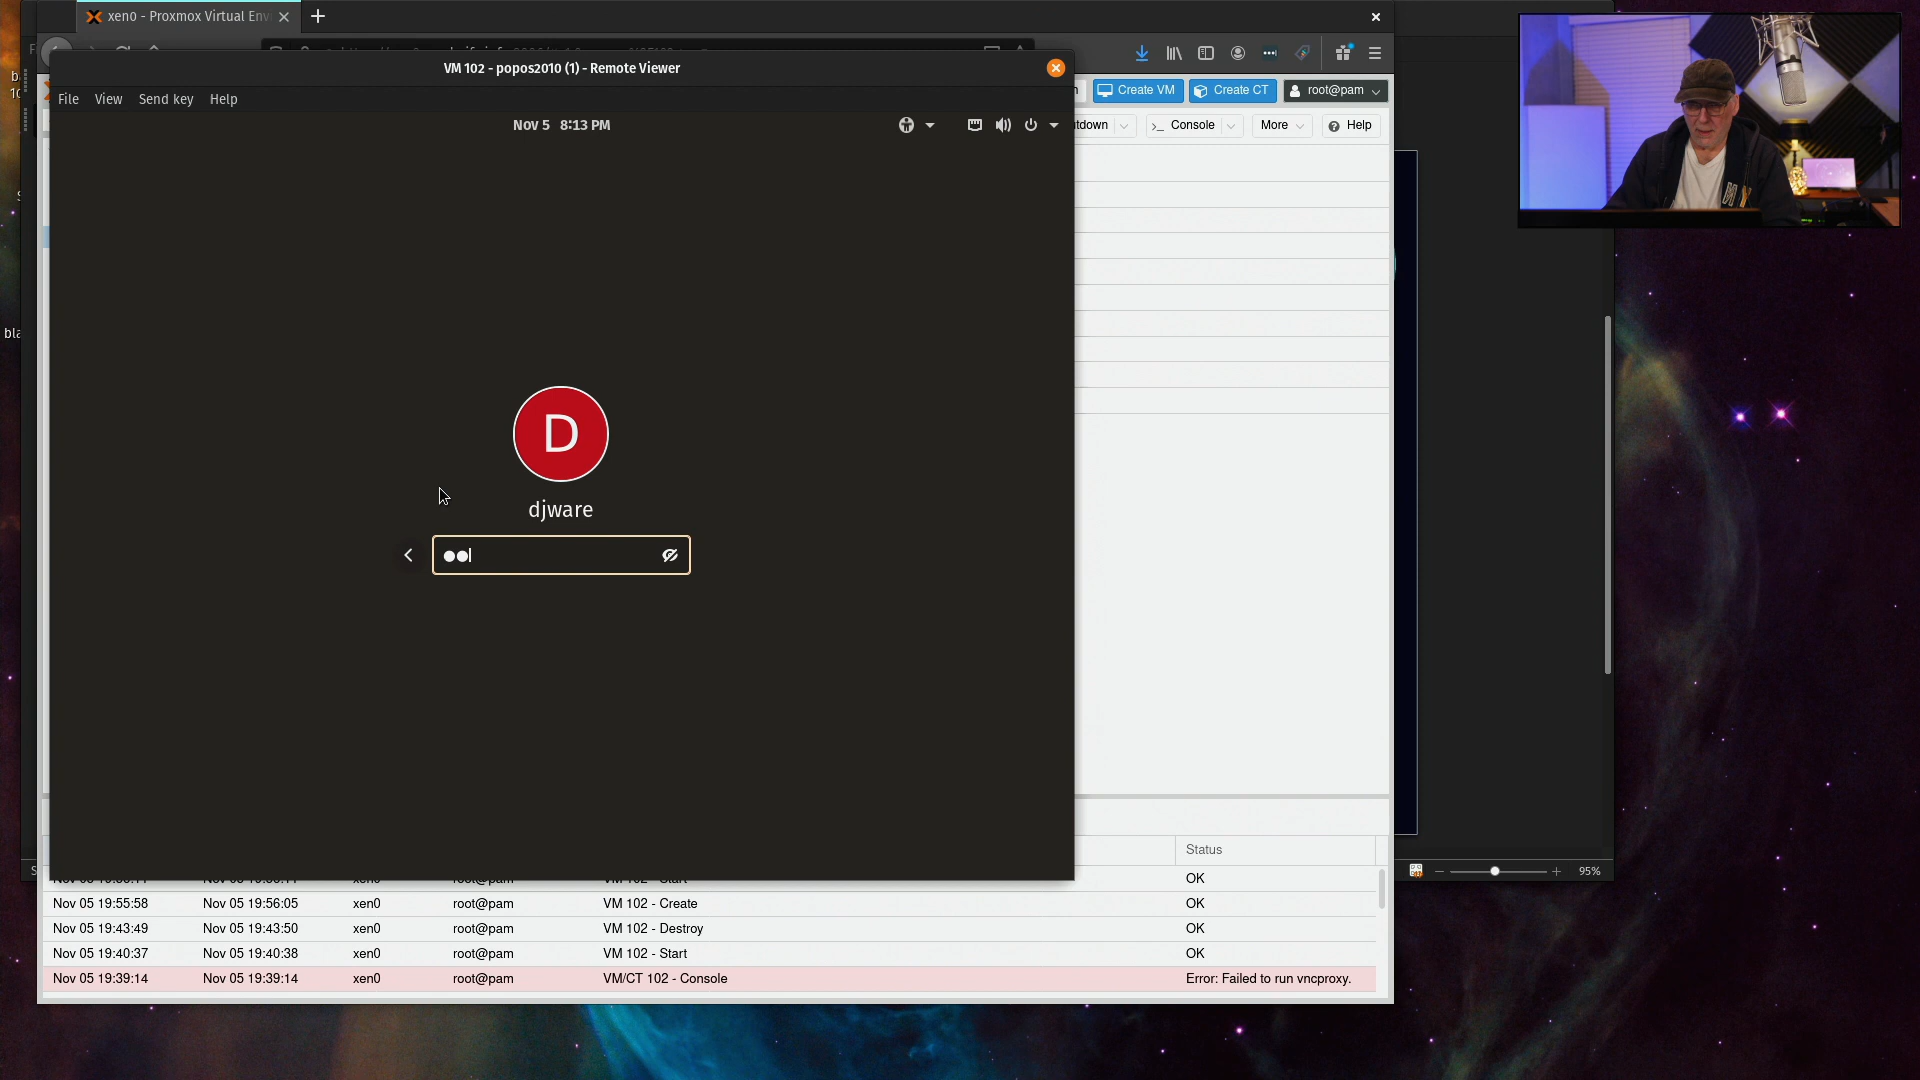 xen0 - Proxmox Virtual Env
VM 102 - popos2010 (1) - Remote Viewer
File View Send key Help
Create VM
Create CT
root@pam
Nov 5 8:13 PM
tdown
Console
More
Help
D
djware
Status
VM 102 - Start OK
Nov 05 19:55:58 Nov 05 19:56:05 xen0 root@pam VM 102 - Create OK
Nov 05 19:43:49 Nov 05 19:43:50 xen0 root@pam VM 102 - Destroy OK
Nov 05 19:40:37 Nov 05 19:40:38 xen0 root@pam VM 102 - Start OK
Nov 05 19:39:14 Nov 05 19:39:14 xen0 root@pam VM/CT 102 - Console Error: Failed to run vncproxy.
95%
bla